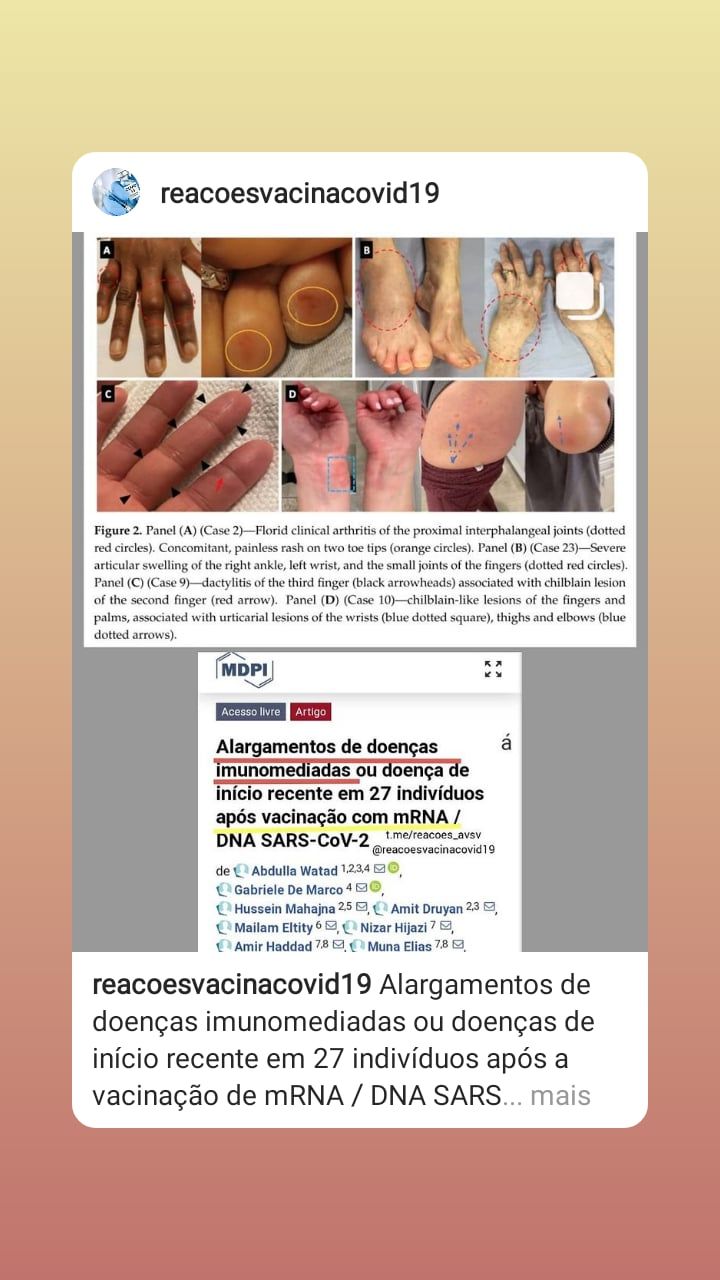 reacoesvacinacovid19
A
B
C
D
Figure 2. Panel (A) (Case 2)—Florid clinical arthritis of the proximal interphalangeal joints (dotted
red circles). Concomitant, painless rash on two toe tips (orange circles). Panel (B) (Case 23)—Severe
articular swelling of the right ankle, left wrist, and the small joints of the fingers (dotted red circles).
Panel (C) (Case 9)—dactylitis of the third finger (black arrowheads) associated with chilblain lesion
of the second finger (red arrow). Panel (D) (Case 10)—chilblain-like lesions of the fingers and
palms, associated with urticarial lesions of the wrists (blue dotted square), thighs and elbows (blue
dotted arrows).
MDPI
Acesso livre Artigo
Alargamentos de doenças á
imunomediadas ou doença de
início recente em 27 indivíduos
após vacinação com mRNA /
DNA SARS-CoV-2 t.me/reacoes_avsv
@reacoesvacinacovid19
de Abdulla Watad 1,2,3,4 iD,
Gabriele De Marco 4 iD,
Hussein Mahajna 2,5, Amit Druyan 2,3,
Mailam Eltity 6, Nizar Hijazi 7,
Amir Haddad 7,8, Muna Elias 7,8,
reacoesvacinacovid19 Alargamentos de
doenças imunomediadas ou doenças de
início recente em 27 indivíduos após a
vacinação de mRNA / DNA SARS... mais